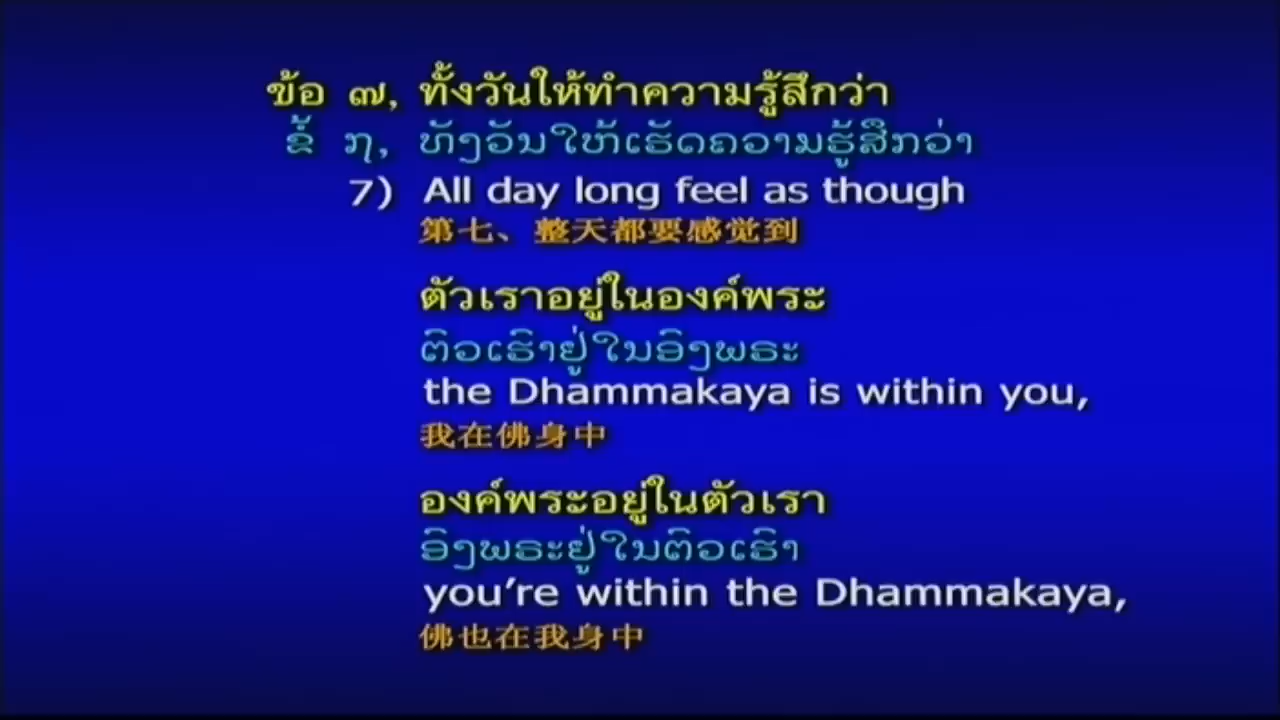 ข้อ ๗, ทั้งวันให้ทำความรู้สึกว่า
ຂໍ້ ໗, ທັງວັນໃຫ້ເຮັດຄວາມຮູ້ສຶກວ່າ
7) All day long feel as though
第七、整天都要感觉到
ตัวเราอยู่ในองค์พระ
ຕົວເຮົາຢູ່ໃນອົງພຣະ
the Dhammakaya is within you,
我在佛身中
องค์พระอยู่ในตัวเรา
ອົງພຣະຢູ່ໃນຕົວເຮົາ
you're within the Dhammakaya,
佛也在我身中